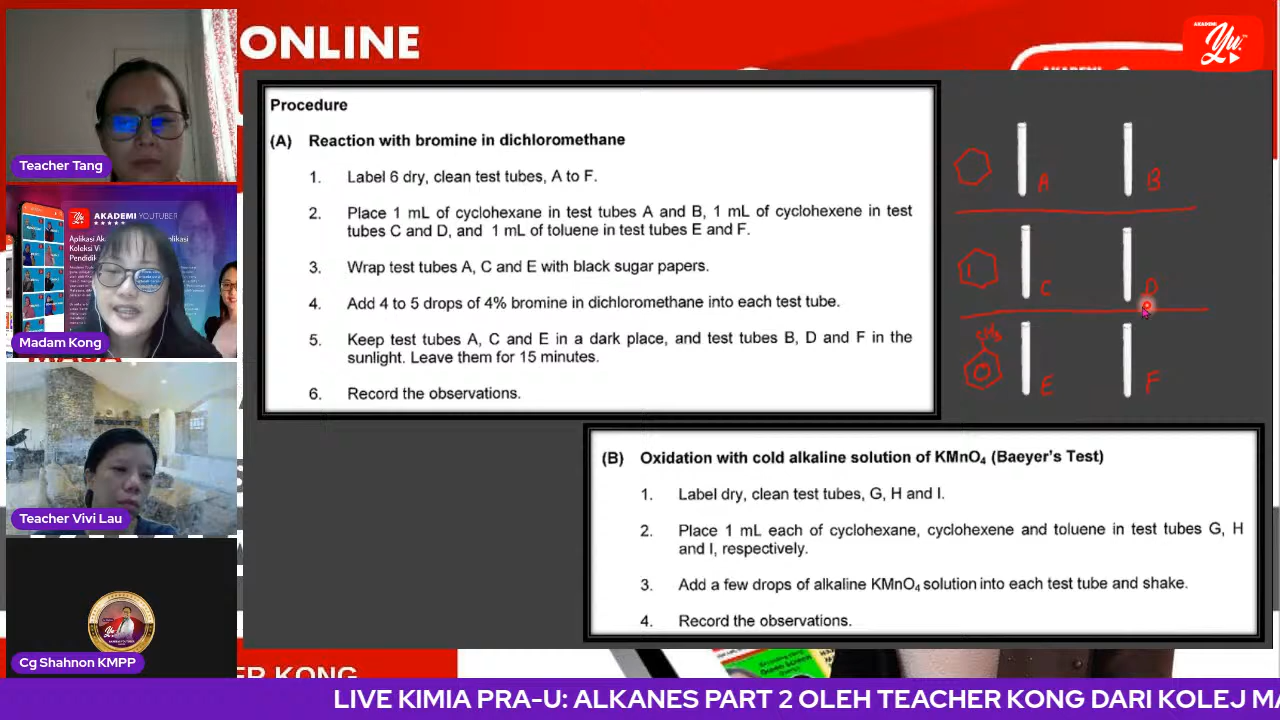 ONLINE
AKADEMI
Yu
Teacher Tang
AKADEMI YOUTUBER
Madam Kong
Teacher Vivi Lau
Cg Shahnon KMPP
Procedure
(A) Reaction with bromine in dichloromethane
1. Label 6 dry, clean test tubes, A to F.
2. Place 1 mL of cyclohexane in test tubes A and B, 1 mL of cyclohexene in test
tubes C and D, and 1 mL of toluene in test tubes E and F.
3. Wrap test tubes A, C and E with black sugar papers.
4. Add 4 to 5 drops of 4% bromine in dichloromethane into each test tube.
5. Keep test tubes A, C and E in a dark place, and test tubes B, D and F in the
sunlight. Leave them for 15 minutes.
6. Record the observations.
A B
C D
CH3
E F
(B) Oxidation with cold alkaline solution of KMnO4 (Baeyer's Test)
1. Label dry, clean test tubes, G, H and I.
2. Place 1 mL each of cyclohexane, cyclohexene and toluene in test tubes G, H
and I, respectively.
3. Add a few drops of alkaline KMnO4 solution into each test tube and shake.
4. Record the observations.
LIVE KIMIA PRA-U: ALKANES PART 2 OLEH TEACHER KONG DARI KOLEJ MA